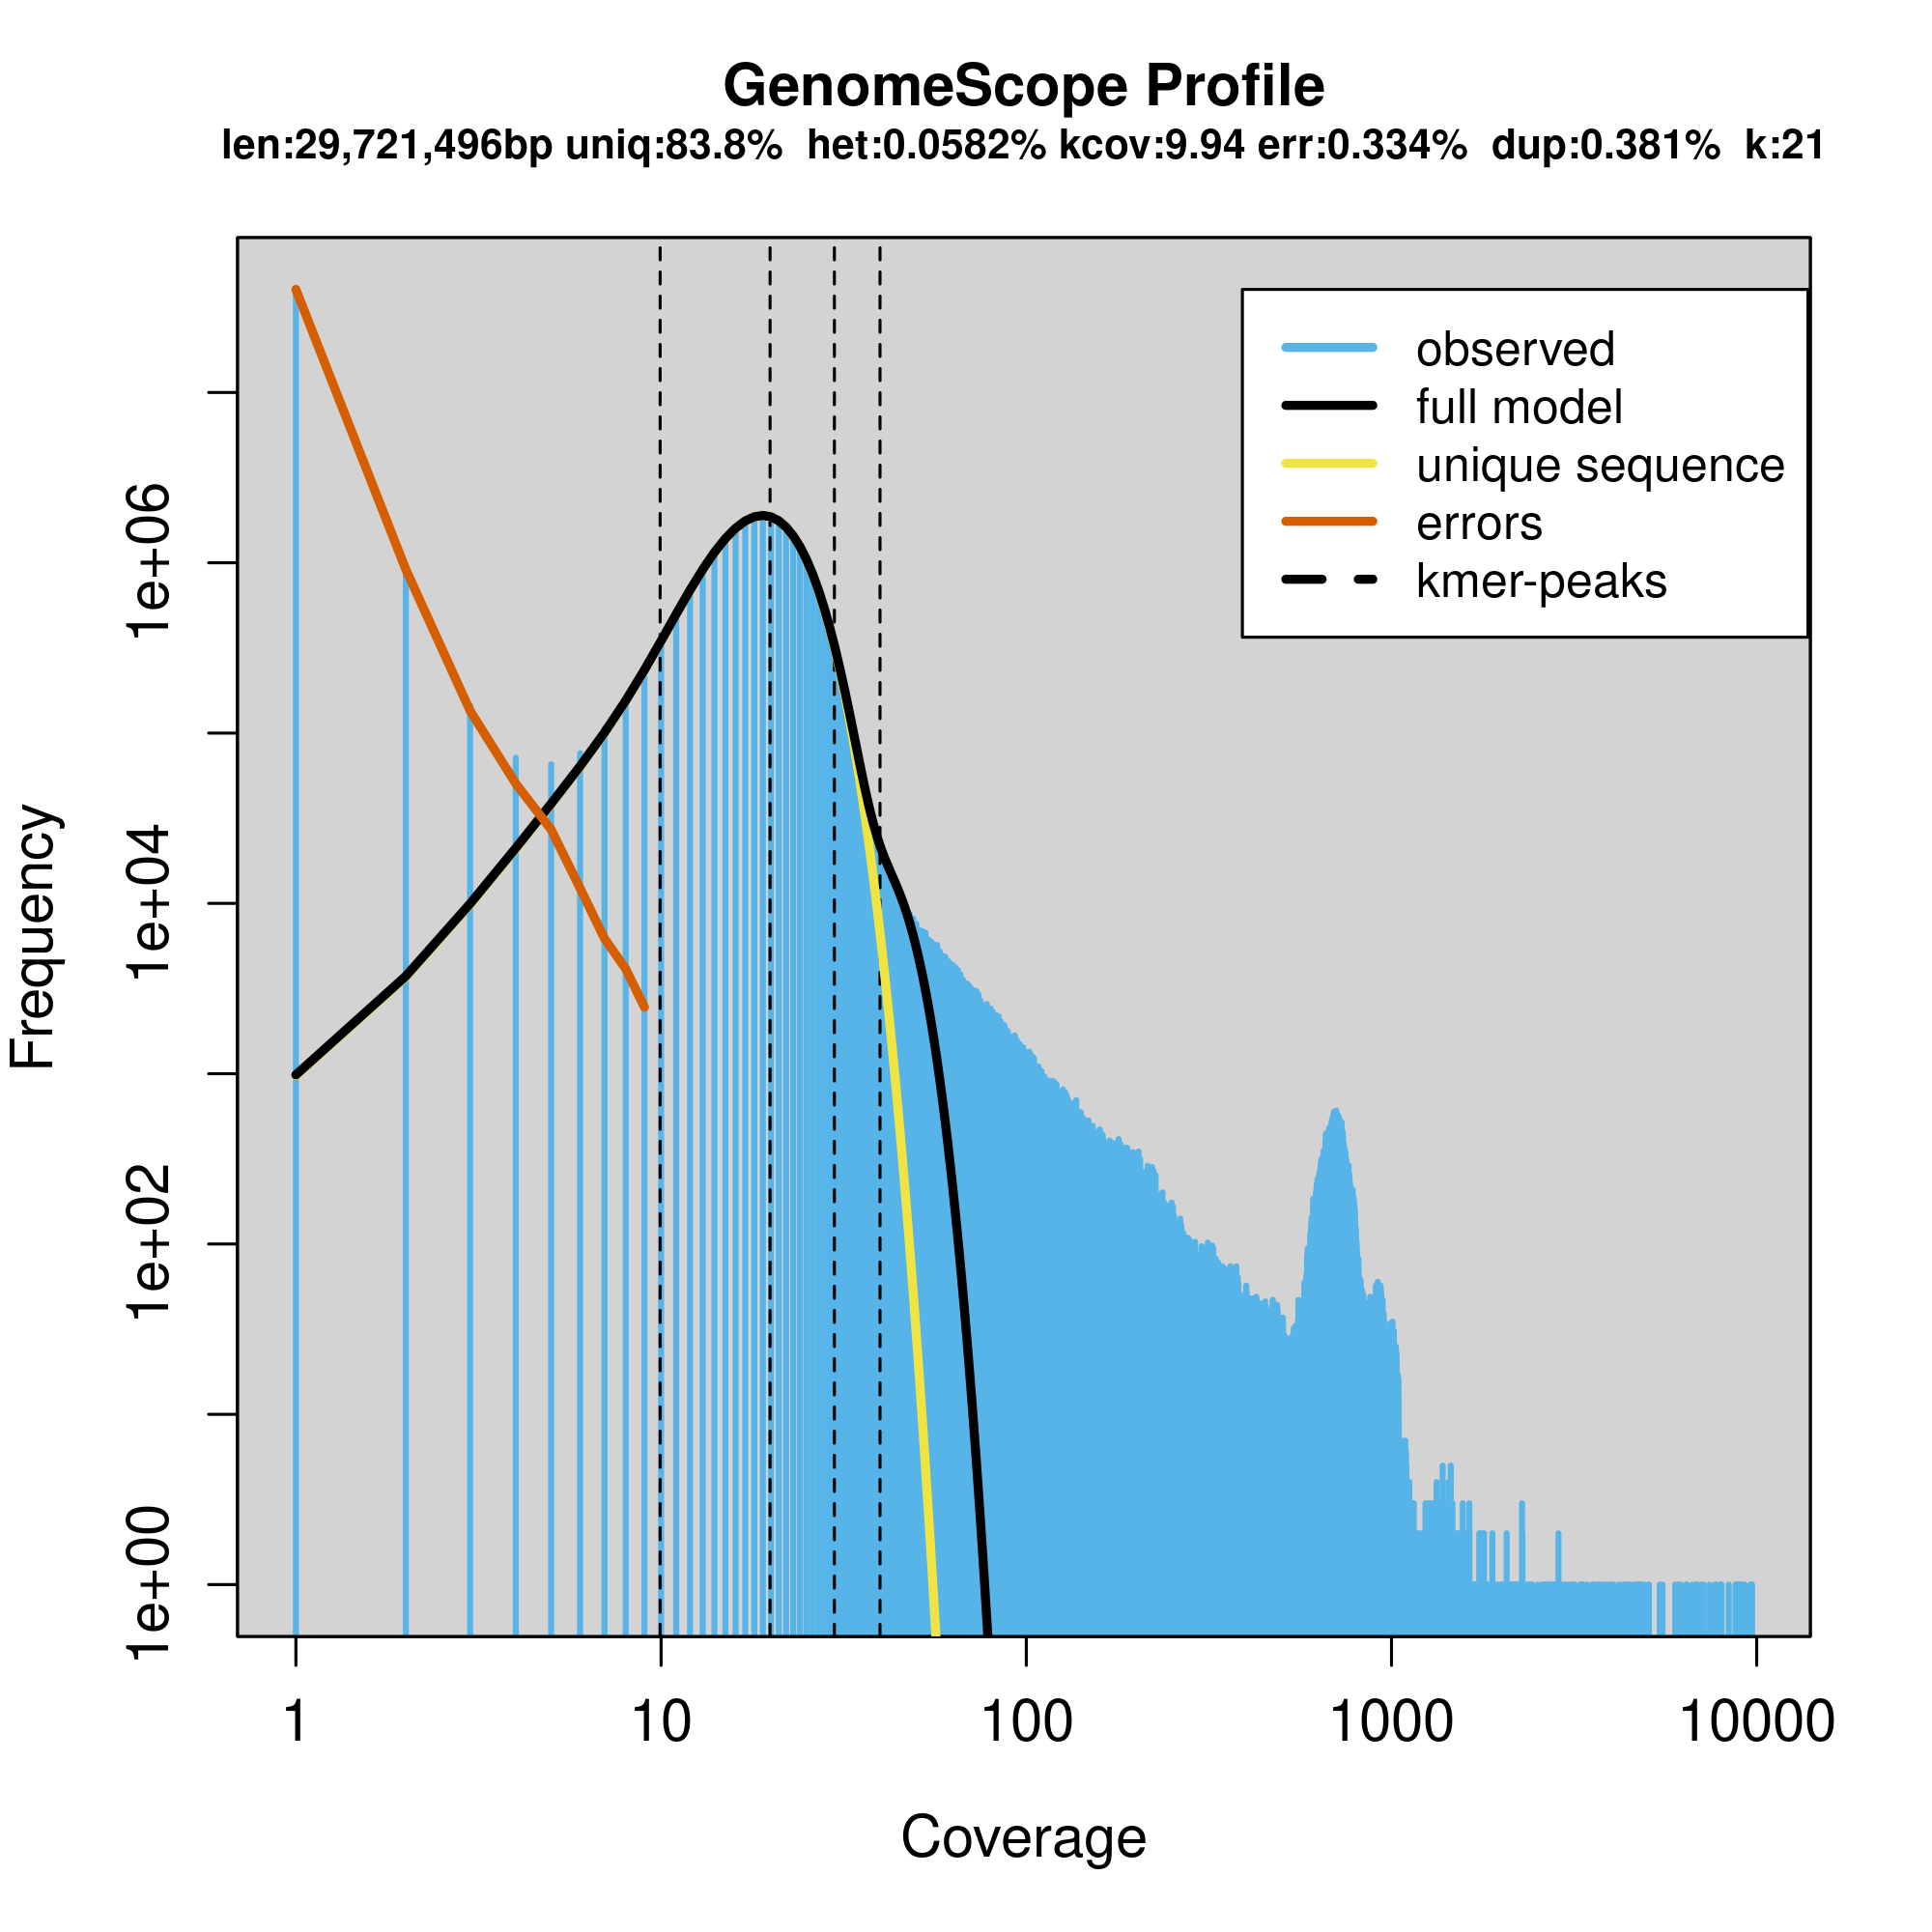 GenomeScope Profile
len:29,721,496bp uniq:83.8%  het:0.0582% kcov:9.94 err:0.334%  dup:0.381%  k:21
observed
full model
unique sequence
errors
kmer-peaks
Frequency
1e+06
1e+04
1e+02
1e+00
1
10
100
1000
10000
Coverage